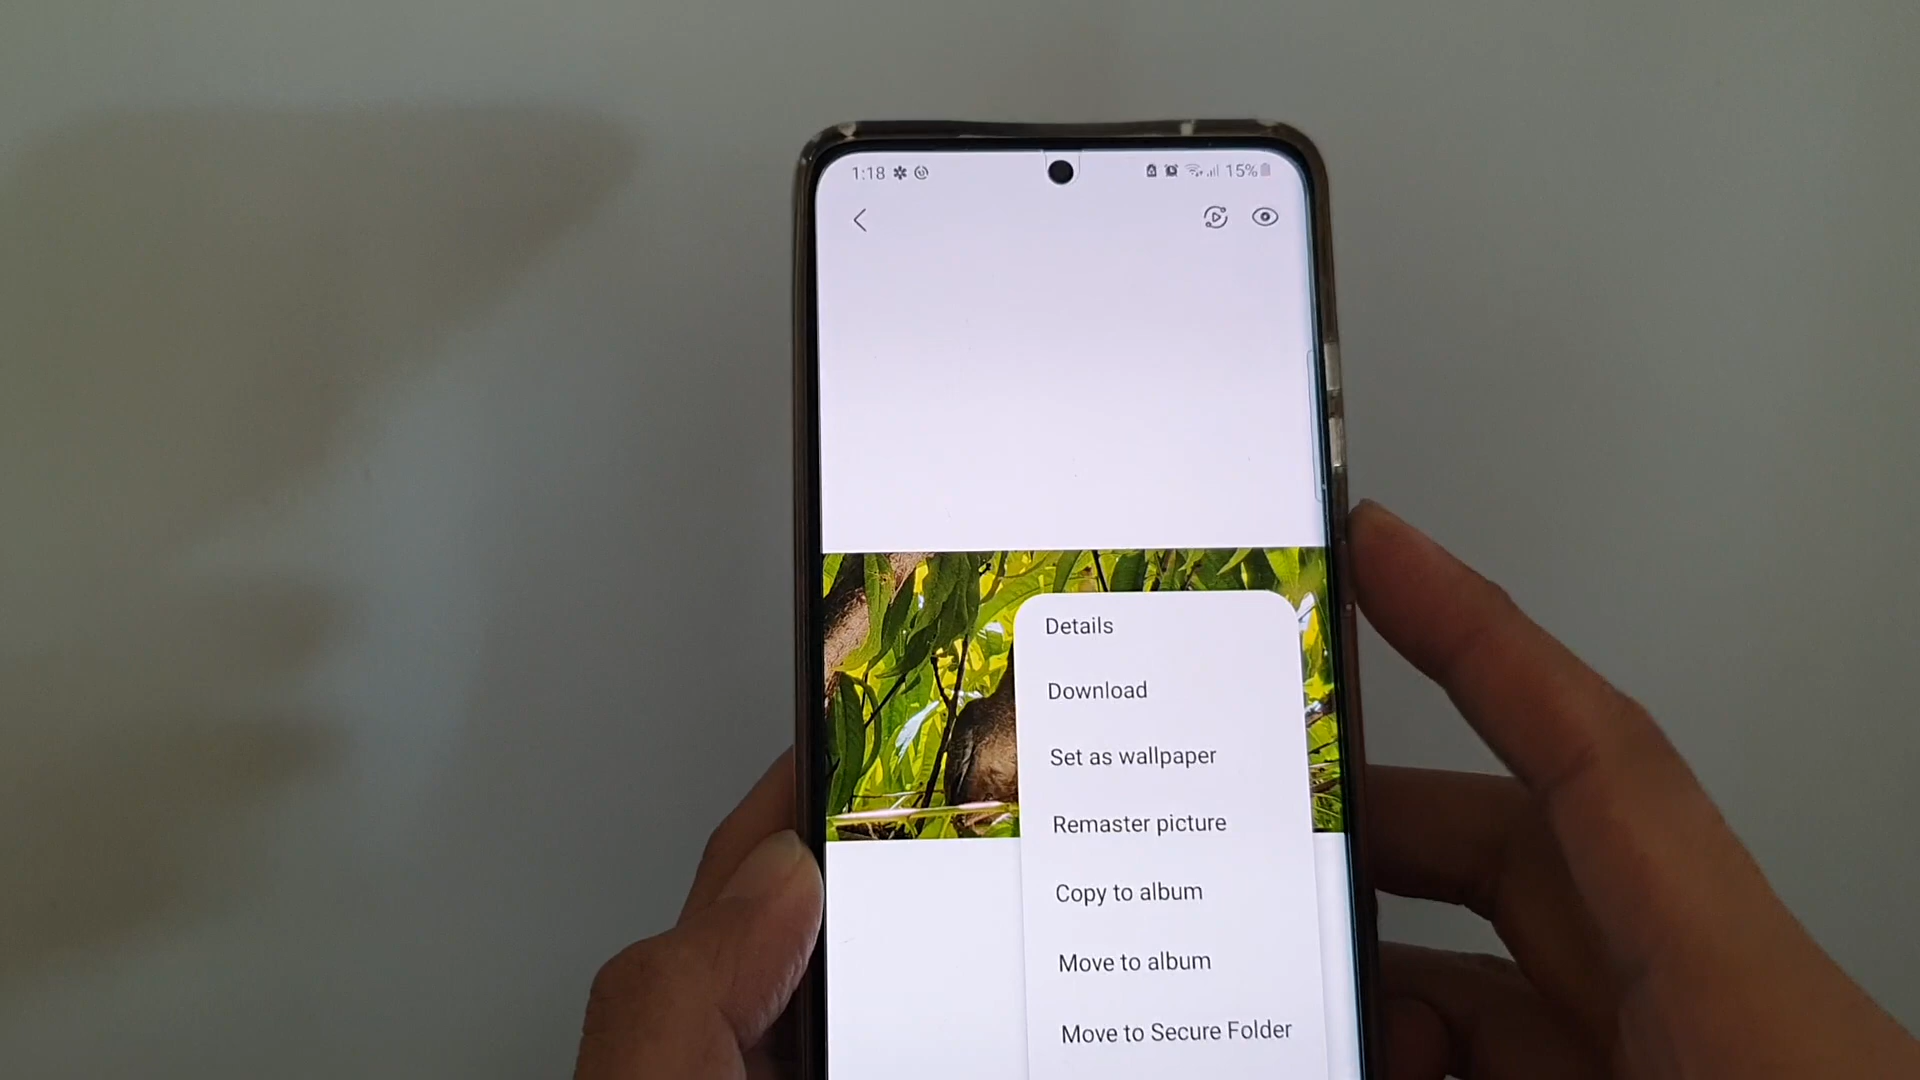 1:18 15%
Details
Download
Set as wallpaper
Remaster picture
Copy to album
Move to album
Move to Secure Folder